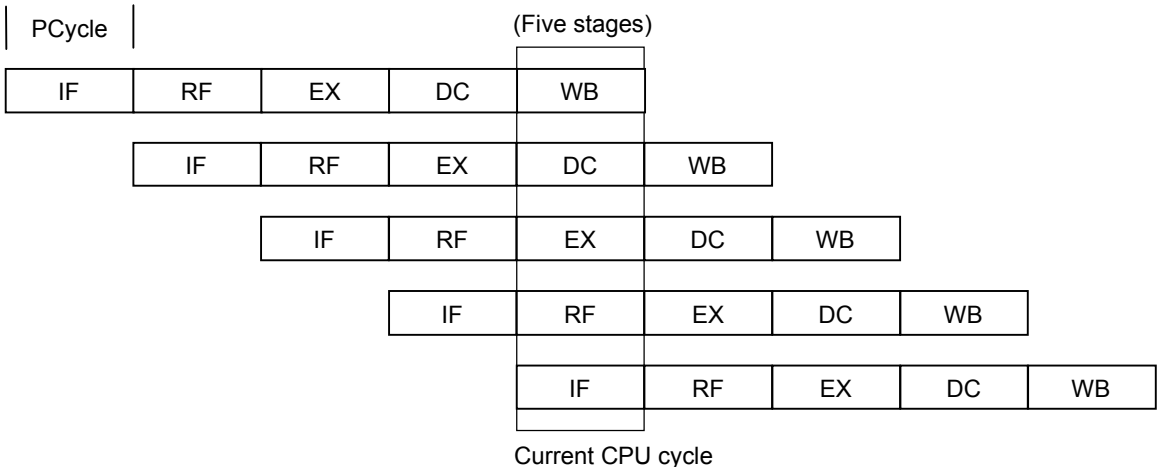 PCycle (Five stages)
IF RF EX DC WB
IF RF EX DC WB
IF RF EX DC WB
IF RF EX DC WB
IF RF EX DC WB
Current CPU cycle